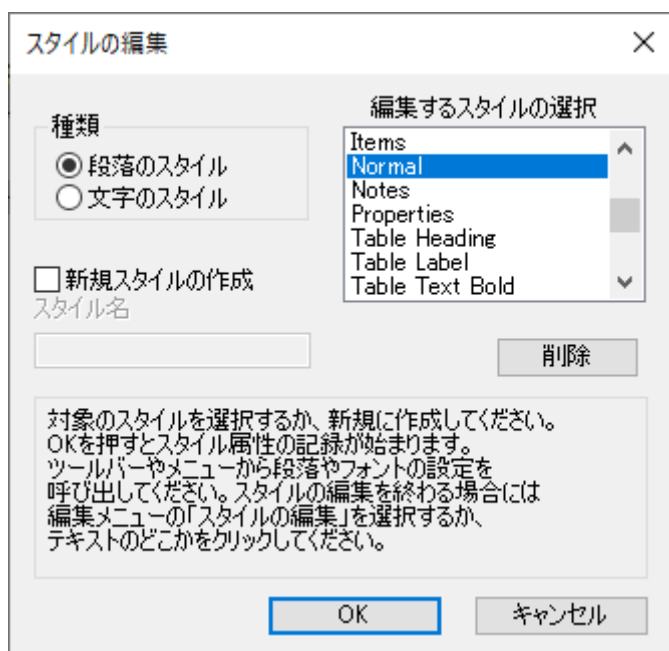 スタイルの編集
種類
段落のスタイル
文字のスタイル
新規スタイルの作成
スタイル名
編集するスタイルの選択
Items
Normal
Notes
Properties
Table Heading
Table Label
Table Text Bold
削除
対象のスタイルを選択するか、新規に作成してください。
OKを押すとスタイル属性の記録が始まります。
ツールバーやメニューから段落やフォントの設定を
呼び出してください。スタイルの編集を終わる場合には
編集メニューの「スタイルの編集」を選択するか、
テキストのどこかをクリックしてください。
OK
キャンセル